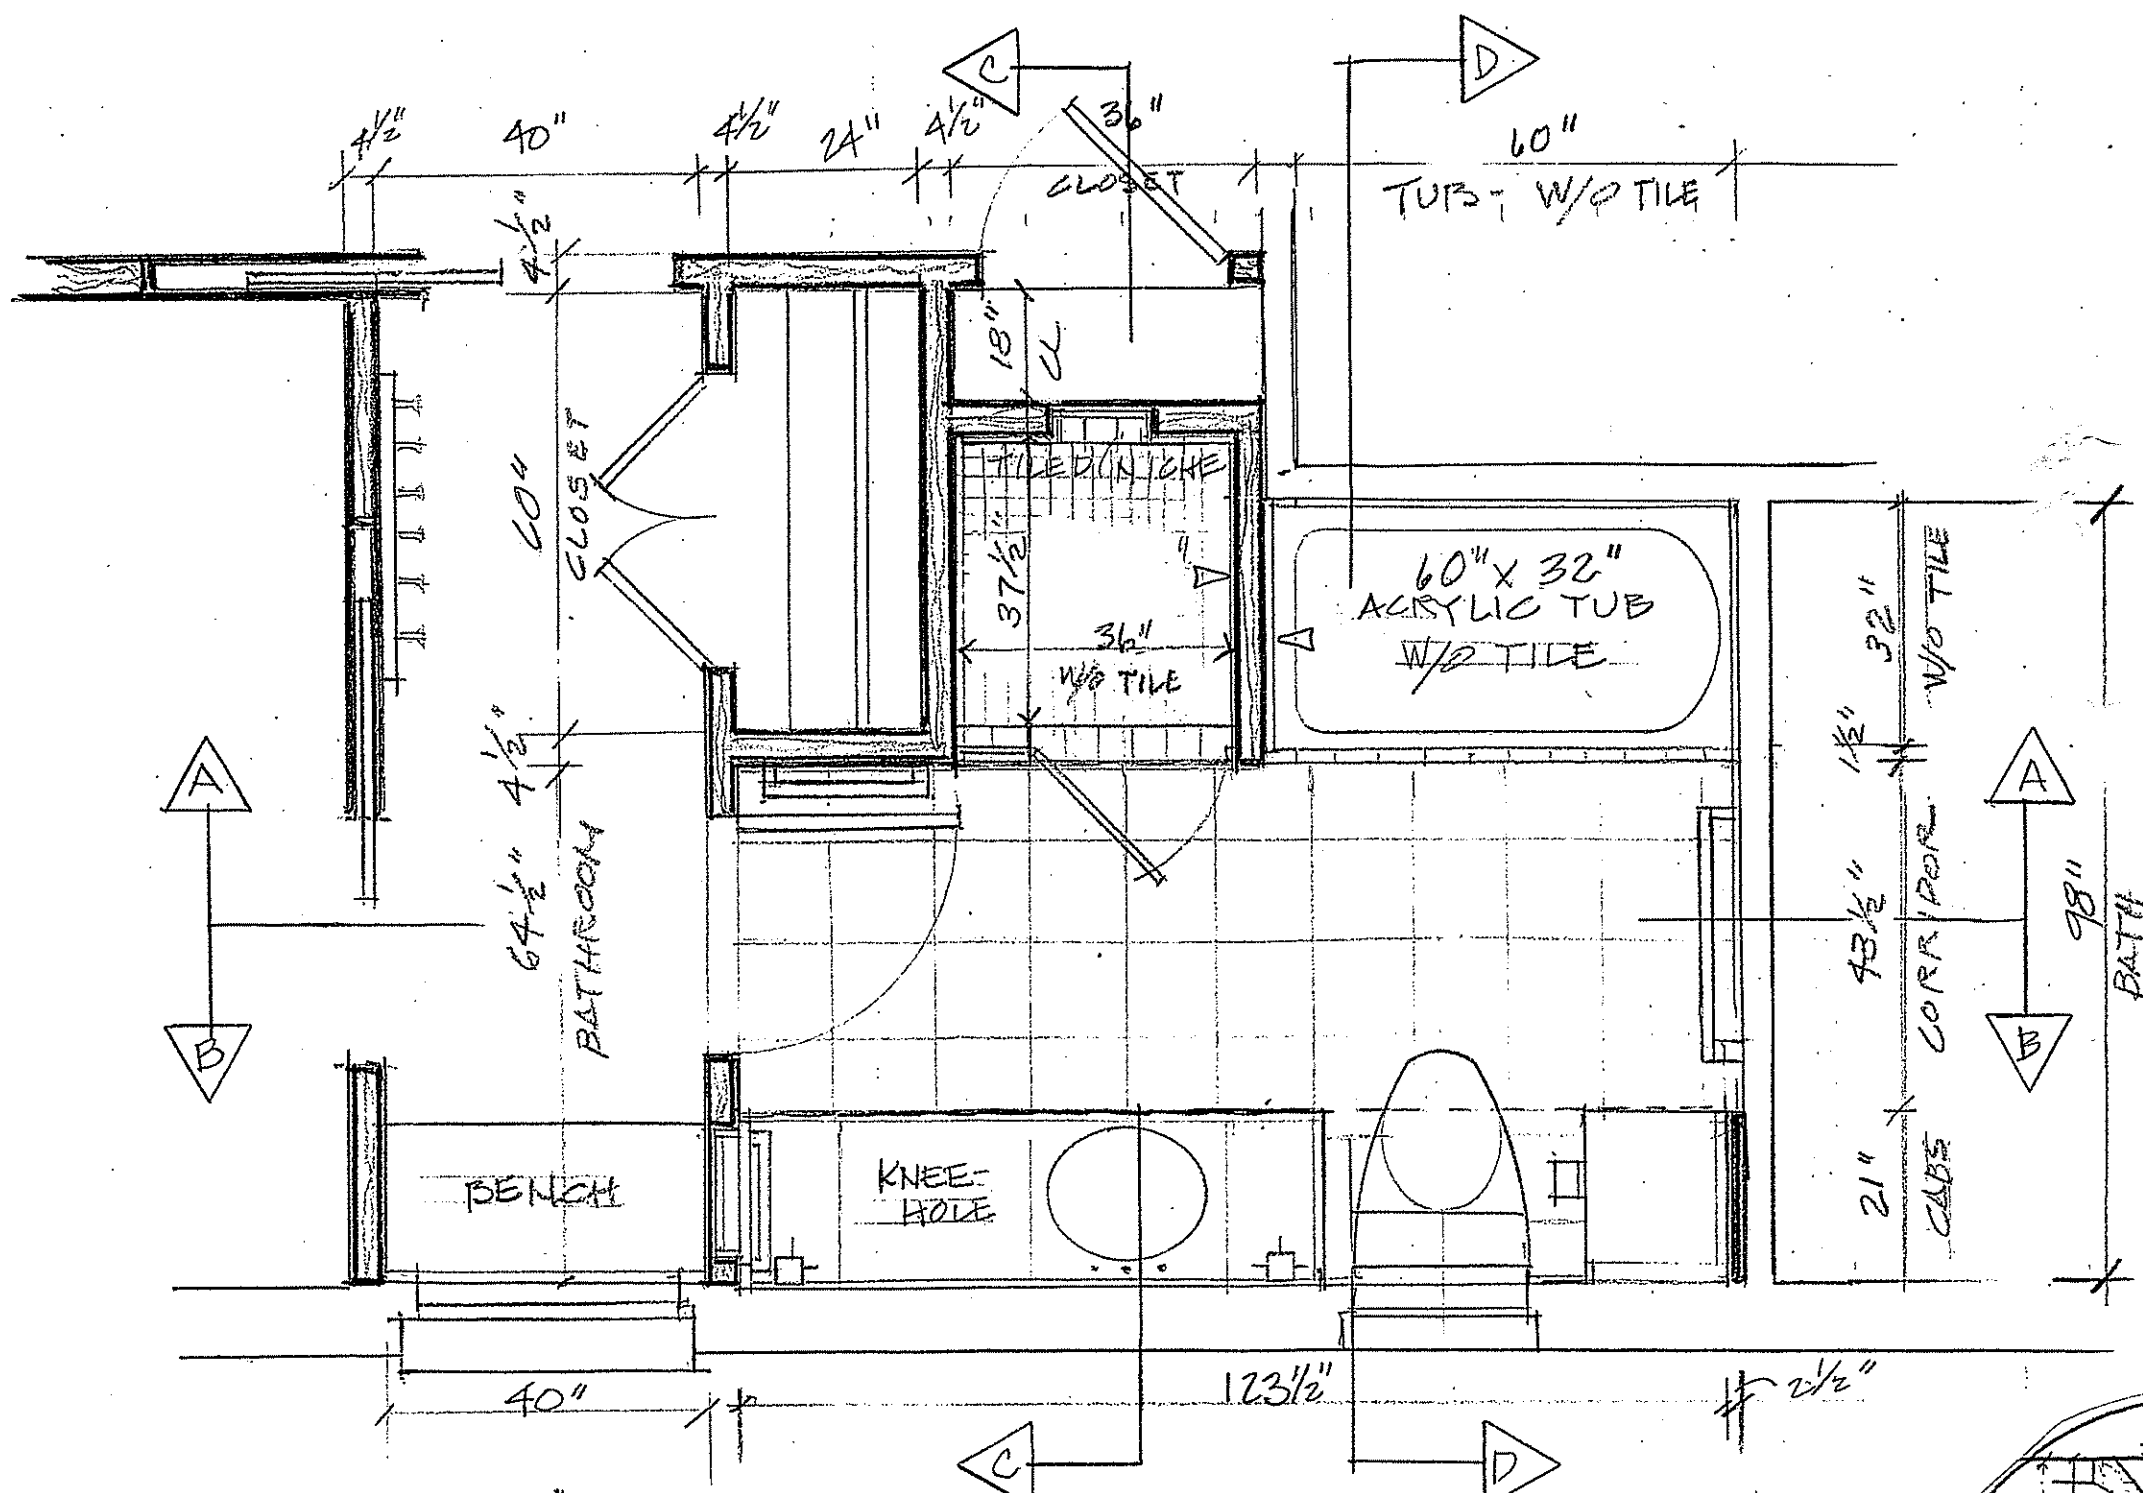 C
D
4½"
40"
4½"
24"
4½"
36"
CLOSET
60"
TUB - W/O TILE
4½"
18"
CL
60"
CLOSET
TILED NICHE
37½"
36"
W/O TILE
60" X 32"
ACRYLIC TUB
W/O TILE
32"
W/O TILE
1½"
4½"
A
A
64½"
BATHROOM
43½"
CORRIDOR
98"
BATH
B
B
BENCH
KNEE-
HOLE
21"
CABS
40"
123½"
2½"
C
D